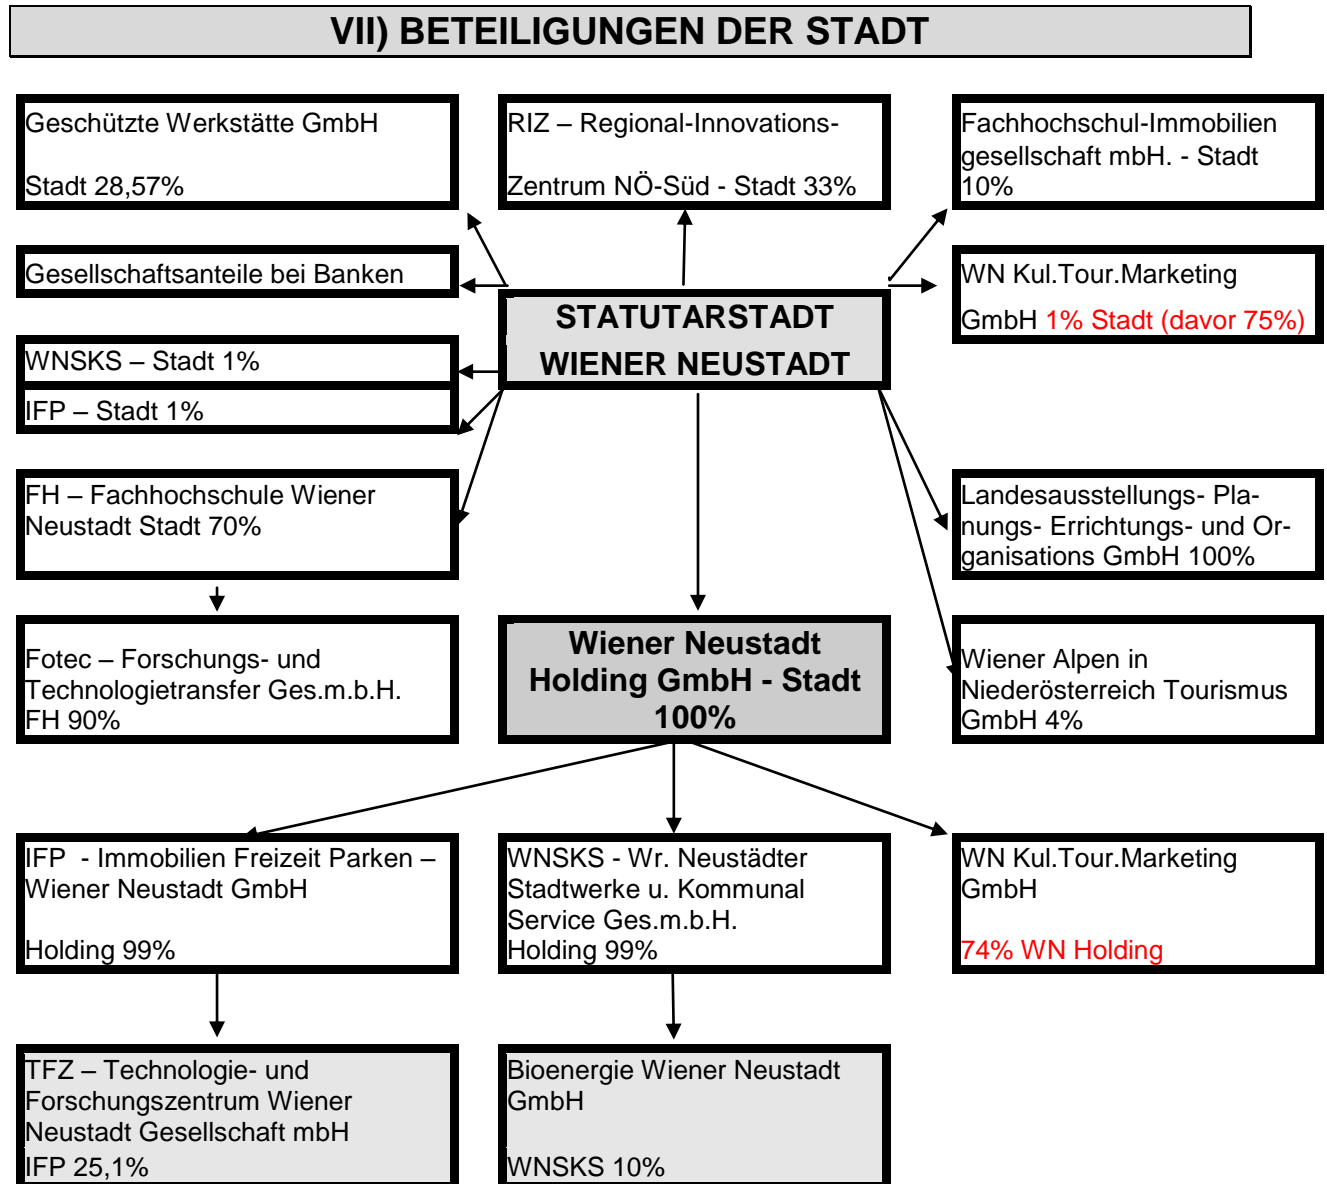 VII) BETEILIGUNGEN DER STADT
Geschützte Werkstätte GmbH
Stadt 28,57%
RIZ – Regional-Innovations-
Zentrum NÖ-Süd - Stadt 33%
Fachhochschul-Immobilien
gesellschaft mbH. - Stadt
10%
Gesellschaftsanteile bei Banken
WN Kul.Tour.Marketing
GmbH 1% Stadt (davor 75%)
STATUTARSTADT
WIENER NEUSTADT
WNSKS – Stadt 1%
IFP – Stadt 1%
FH – Fachhochschule Wiener
Neustadt Stadt 70%
Landesausstellungs- Pla-
nungs- Errichtungs- und Or-
ganisations GmbH 100%
Fotec – Forschungs- und
Technologietransfer Ges.m.b.H.
FH 90%
Wiener Neustadt
Holding GmbH - Stadt
100%
Wiener Alpen in
Niederösterreich Tourismus
GmbH 4%
IFP - Immobilien Freizeit Parken –
Wiener Neustadt GmbH
Holding 99%
WNSKS - Wr. Neustädter
Stadtwerke u. Kommunal
Service Ges.m.b.H.
Holding 99%
WN Kul.Tour.Marketing
GmbH
74% WN Holding
TFZ – Technologie- und
Forschungszentrum Wiener
Neustadt Gesellschaft mbH
IFP 25,1%
Bioenergie Wiener Neustadt
GmbH
WNSKS 10%